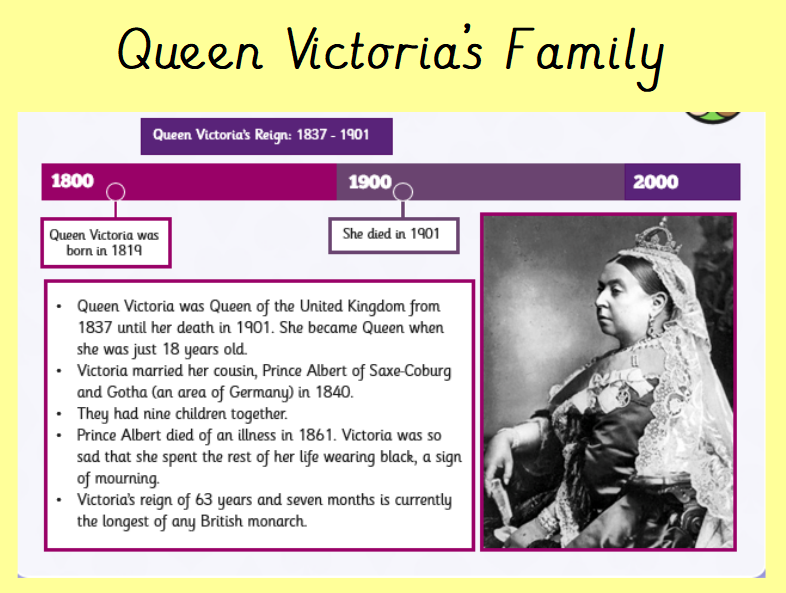 Queen Victoria's Family
Queen Victoria's Reign: 1837 - 1901
1800
1900
2000
Queen Victoria was
born in 1819
She died in 1901
• Queen Victoria was Queen of the United Kingdom from
1837 until her death in 1901. She became Queen when
she was just 18 years old.
• Victoria married her cousin, Prince Albert of Saxe-Coburg
and Gotha (an area of Germany) in 1840.
• They had nine children together.
• Prince Albert died of an illness in 1861. Victoria was so
sad that she spent the rest of her life wearing black, a sign
of mourning.
• Victoria's reign of 63 years and seven months is currently
the longest of any British monarch.